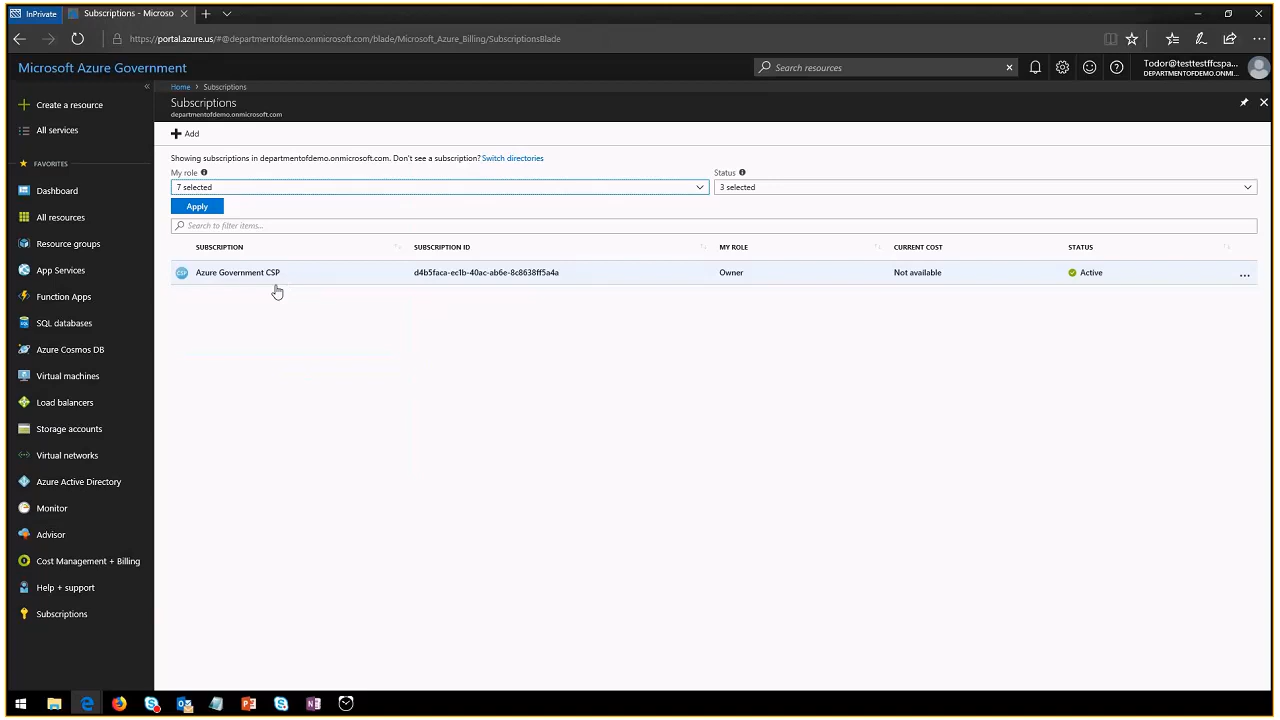 InPrivate
Subscriptions - Microso
https://portal.azure.us/#@departmentofdemo.onmicrosoft.com/blade/Microsoft_Azure_Billing/SubscriptionsBlade
Microsoft Azure Government
Search resources
Todor@testtestffcspa...
DEPARTMENTOFDEMO.ONMI...
Create a resource
All services
FAVORITES
Dashboard
All resources
Resource groups
App Services
Function Apps
SQL databases
Azure Cosmos DB
Virtual machines
Load balancers
Storage accounts
Virtual networks
Azure Active Directory
Monitor
Advisor
Cost Management + Billing
Help + support
Subscriptions
Home > Subscriptions
Subscriptions
departmentofdemo.onmicrosoft.com
Add
Showing subscriptions in departmentofdemo.onmicrosoft.com. Don't see a subscription? Switch directories
My role
Status
7 selected
3 selected
Apply
Search to filter items...
SUBSCRIPTION SUBSCRIPTION ID MY ROLE CURRENT COST STATUS
CSP Azure Government CSP d4b5faca-ec1b-40ac-ab6e-8c8638ff5a4a Owner Not available Active